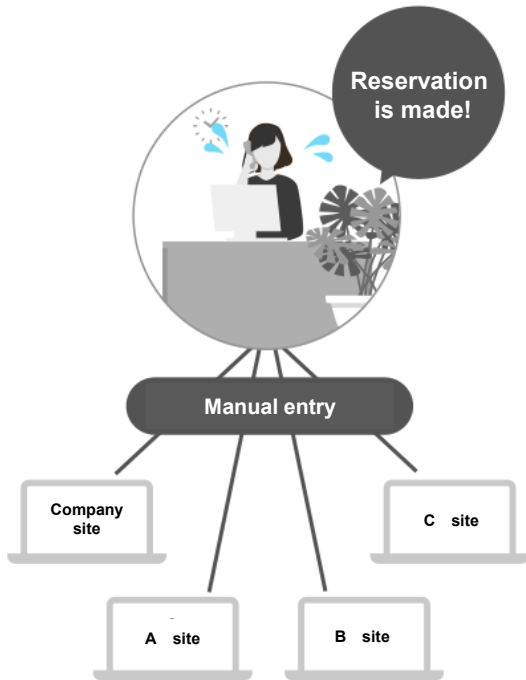 Reservation
is made!
Manual entry
Company
site
C site
A site
B site